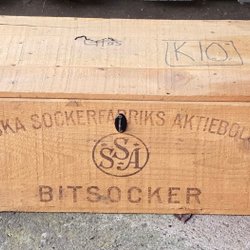 K10
SKA SOCKERFABRIKS AKTIEBOL
SSA
BITSOCKER